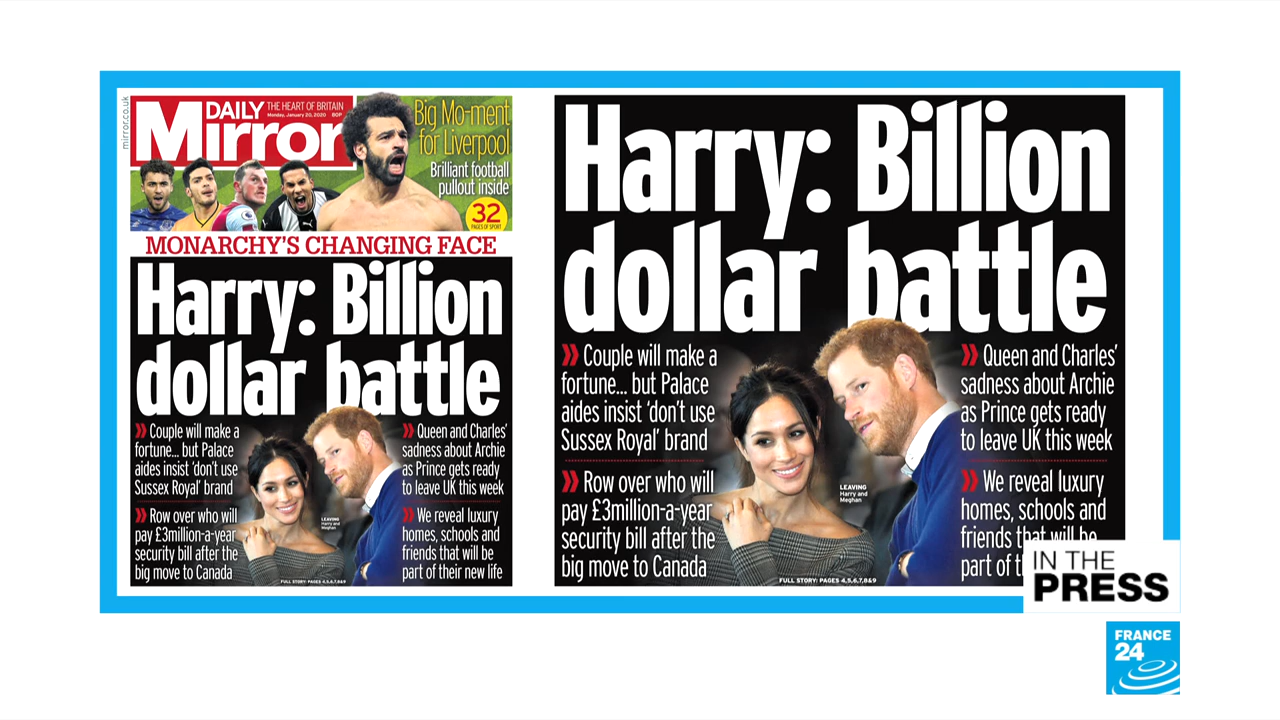 mirror.co.uk
DAILY
THE HEART OF BRITAIN
Monday, January 20, 2020 BOP
Mirror
Big Mo-ment
for Liverpool
Brilliant football
pullout inside
32
PAGES OF SPORT
MONARCHY'S CHANGING FACE
Harry: Billion
dollar battle
» Couple will make a
fortune... but Palace
aides insist ‘don't use
Sussex Royal’ brand
» Row over who will
pay £3million-a-year
security bill after the
big move to Canada
LEAVING
Harry and
Meghan
» Queen and Charles’
sadness about Archie
as Prince gets ready
to leave UK this week
» We reveal luxury
homes, schools and
friends that will be
part of their new life
FULL STORY: PAGES 4,5,6,7,8&9
Harry: Billion
dollar battle
» Couple will make a
fortune... but Palace
aides insist ‘don't use
Sussex Royal’ brand
» Row over who will
pay £3million-a-year
security bill after the
big move to Canada
LEAVING
Harry and
Meghan
» Queen and Charles’
sadness about Archie
as Prince gets ready
to leave UK this week
» We reveal luxury
homes, schools and
friends that will be
part of t
FULL STORY: PAGES 4,5,6,7,8&9
IN THE
PRESS
FRANCE
24